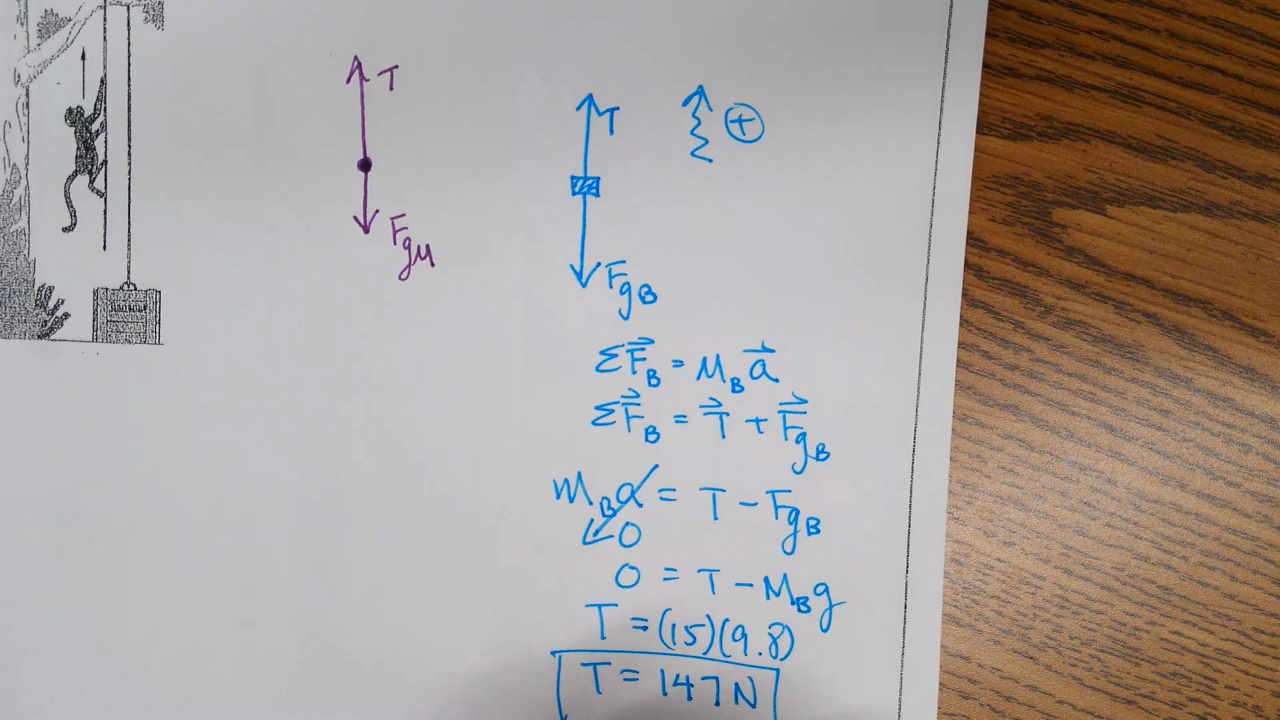 T
F_gM
T
+
F_gB
ΣF⃗_B = M_B a⃗
ΣF⃗_B = T⃗ + F⃗_gB
m_B a = T - F_gB
0
0 = T - M_B g
T = (15)(9.8)
T = 147 N